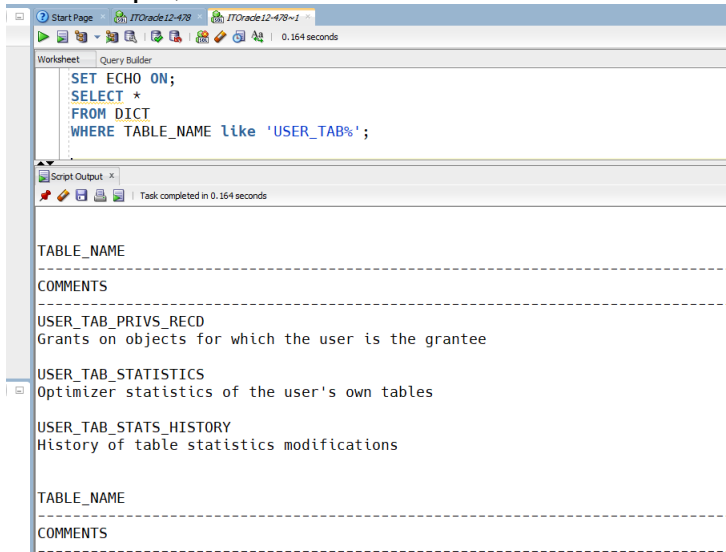 Start Page
ITOracle12-478
ITOracle12-478~1
0.164 seconds
Worksheet
Query Builder
SET ECHO ON;
SELECT *
FROM DICT
WHERE TABLE_NAME like 'USER_TAB%';
Script Output x
Task completed in 0.164 seconds
TABLE_NAME
--------------------------------------------------------------------------------
COMMENTS
--------------------------------------------------------------------------------
USER_TAB_PRIVS_RECD
Grants on objects for which the user is the grantee
USER_TAB_STATISTICS
Optimizer statistics of the user's own tables
USER_TAB_STATS_HISTORY
History of table statistics modifications
TABLE_NAME
--------------------------------------------------------------------------------
COMMENTS
--------------------------------------------------------------------------------